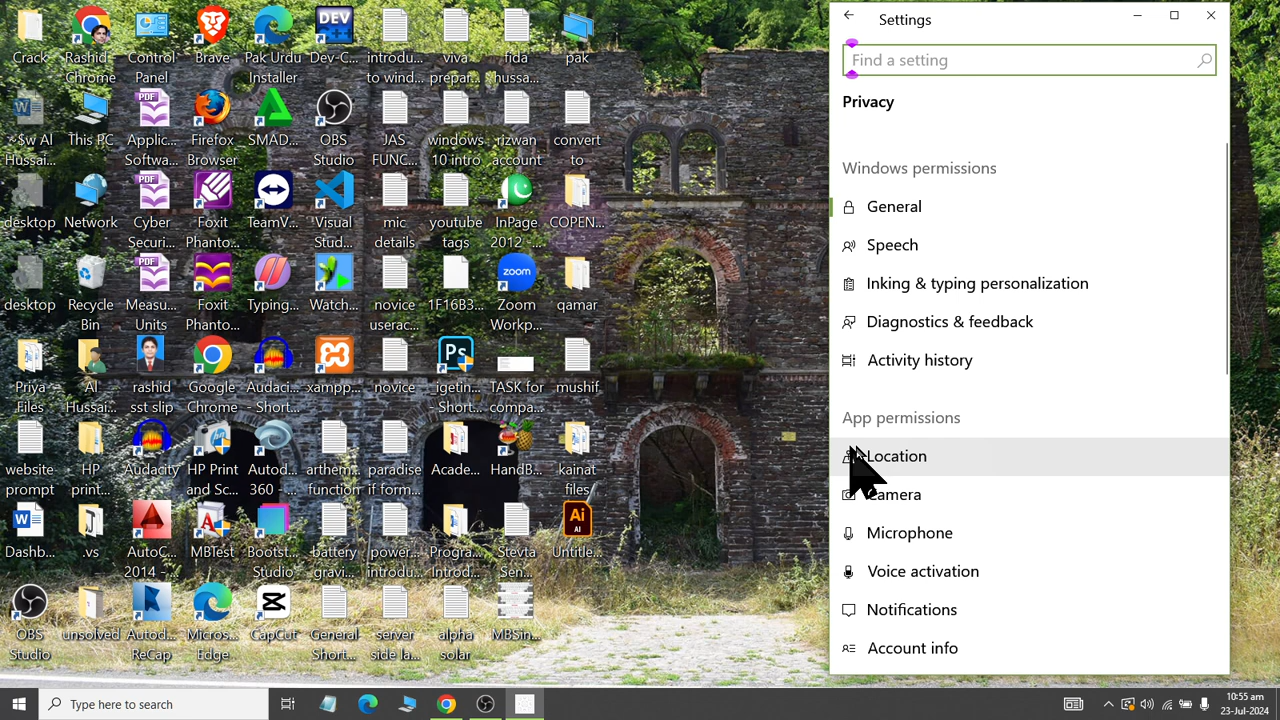 Crack
Rashid-
Chrome
Control
Panel
Brave
Pak Urdu
Installer
Dev-C...
introdu...
to wind...
viva
prepar...
fida
hussa...
pak
~$w Al
Hussai...
This PC
Applic...
Softwa...
Firefox
Browser
SMAD...
OBS
Studio
JAS
FUNC...
windows
10 intro
rizwan
account
convert
to
desktop
Network
Cyber
Securi...
Foxit
Phanto...
TeamV...
Visual
Stud...
mic
details
youtube
tags
InPage
2012 -...
COPEN...
desktop
Recycle
Bin
Measu...
Units
Foxit
Phanto...
Typing...
Watch...
novice
userac...
1F16B3...
Zoom
Workp...
qamar
Priya
Files
Al
Hussai...
rashid
sst slip
Google
Chrome
Audaci...
- Short...
xampp...
novice
igetin...
- Short...
TASK for
compa...
mushif
website
prompt
HP
print...
Audacity
HP Print
and Sc...
Autod...
360 - ...
arthem...
function
paradise
if form...
Acade...
HandB...
kainat
files
Dashb...
.vs
AutoC...
2014 - ...
MBTest
Bootst...
Studio
battery
gravi...
power...
introdu...
Progra...
Introd...
Stevta
Sen...
Untitle...
OBS
Studio
unsolved
Autod...
ReCap
Micros...
Edge
CapCut
General
Short...
server
side la...
alpha
solar
MBSin...
Settings
Find a setting
Privacy
Windows permissions
General
Speech
Inking & typing personalization
Diagnostics & feedback
Activity history
App permissions
Location
Camera
Microphone
Voice activation
Notifications
Account info
Type here to search
10:55 am
23-Jul-2024